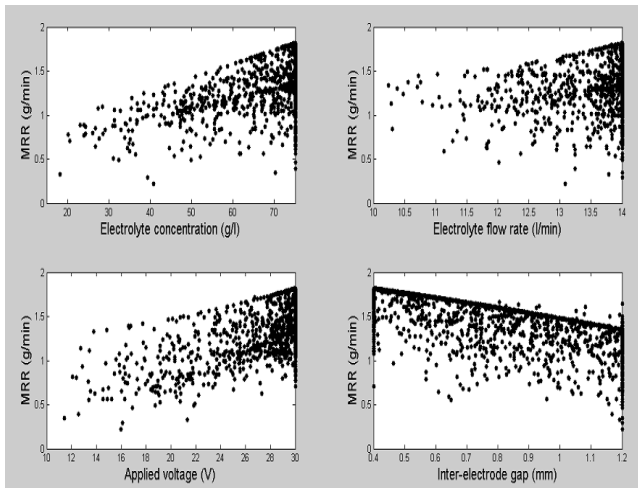 2
1.5
1
0.5
0
20 30 40 50 60 70
MRR (g/min)
Electrolyte concentration (g/l)
2
1.5
1
0.5
0
10 10.5 11 11.5 12 12.5 13 13.5 14
MRR (g/min)
Electrolyte flow rate (l/min)
2
1.5
1
0.5
0
10 12 14 16 18 20 22 24 26 28 30
MRR (g/min)
Applied voltage (V)
2
1.5
1
0.5
0
0.4 0.5 0.6 0.7 0.8 0.9 1 1.1 1.2
MRR (g/min)
Inter-electrode gap (mm)